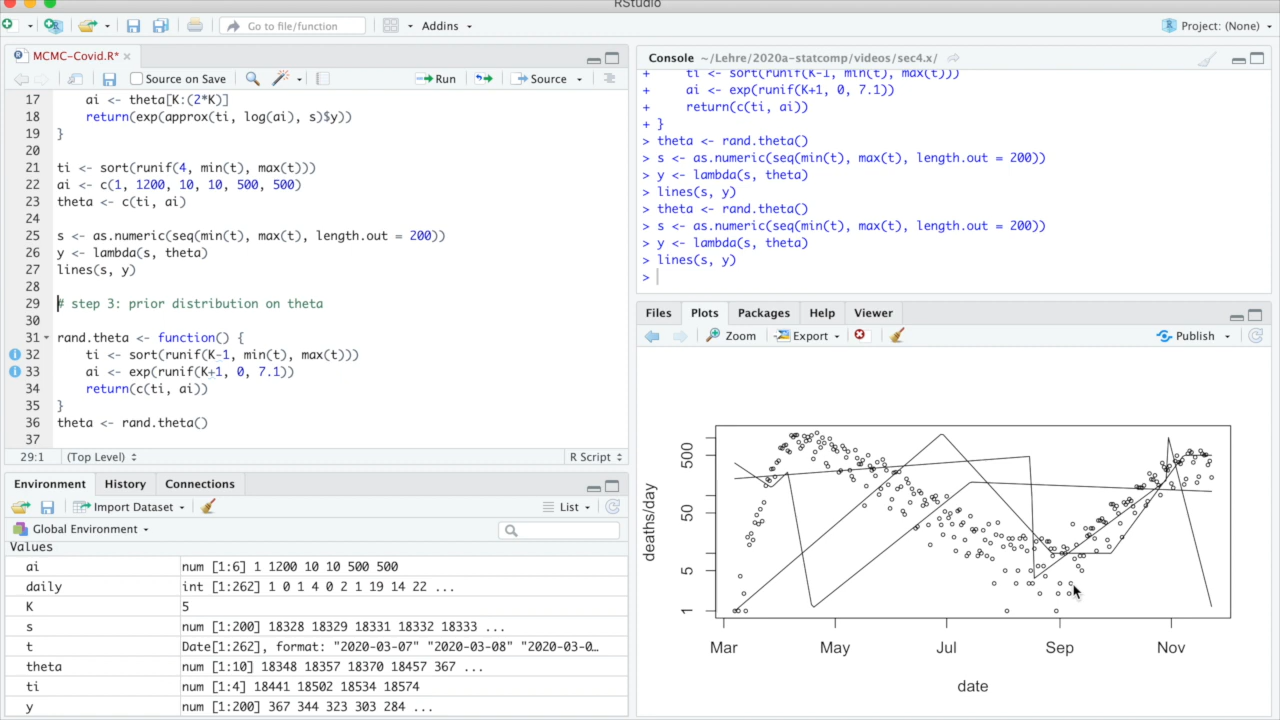 RStudio
Go to file/function
Addins
Project: (None)
MCMC-Covid.R*
Source on Save
Run
Source
17 ai <- theta[K:(2*K)]
18 return(exp(approx(ti, log(ai), s)$y))
19 }
20
21 ti <- sort(runif(4, min(t), max(t)))
22 ai <- c(1, 1200, 10, 10, 500, 500)
23 theta <- c(ti, ai)
24
25 s <- as.numeric(seq(min(t), max(t), length.out = 200))
26 y <- lambda(s, theta)
27 lines(s, y)
28
29 # step 3: prior distribution on theta
30
31 rand.theta <- function() {
32 ti <- sort(runif(K-1, min(t), max(t)))
33 ai <- exp(runif(K+1, 0, 7.1))
34 return(c(ti, ai))
35 }
36 theta <- rand.theta()
37
29:1 (Top Level) R Script
Environment History Connections
Import Dataset
List
Global Environment
Values
ai num [1:6] 1 1200 10 10 500 500
daily int [1:262] 1 0 1 4 0 2 1 19 14 22 ...
K 5
s num [1:200] 18328 18329 18331 18332 18333 ...
t Date[1:262], format: "2020-03-07" "2020-03-08" "2020-03-0…
theta num [1:10] 18348 18357 18370 18457 367 ...
ti num [1:4] 18441 18502 18534 18574
y num [1:200] 367 344 323 303 284 ...
Console ~/Lehre/2020a-statcomp/videos/sec4.x/
+ ti <- sort(runif(K-1, min(t), max(t)))
+ ai <- exp(runif(K+1, 0, 7.1))
+ return(c(ti, ai))
+ }
> theta <- rand.theta()
> s <- as.numeric(seq(min(t), max(t), length.out = 200))
> y <- lambda(s, theta)
> lines(s, y)
> theta <- rand.theta()
> s <- as.numeric(seq(min(t), max(t), length.out = 200))
> y <- lambda(s, theta)
> lines(s, y)
>
Files Plots Packages Help Viewer
Zoom Export Publish
deaths/day
500
50
5
1
Mar May Jul Sep Nov
date